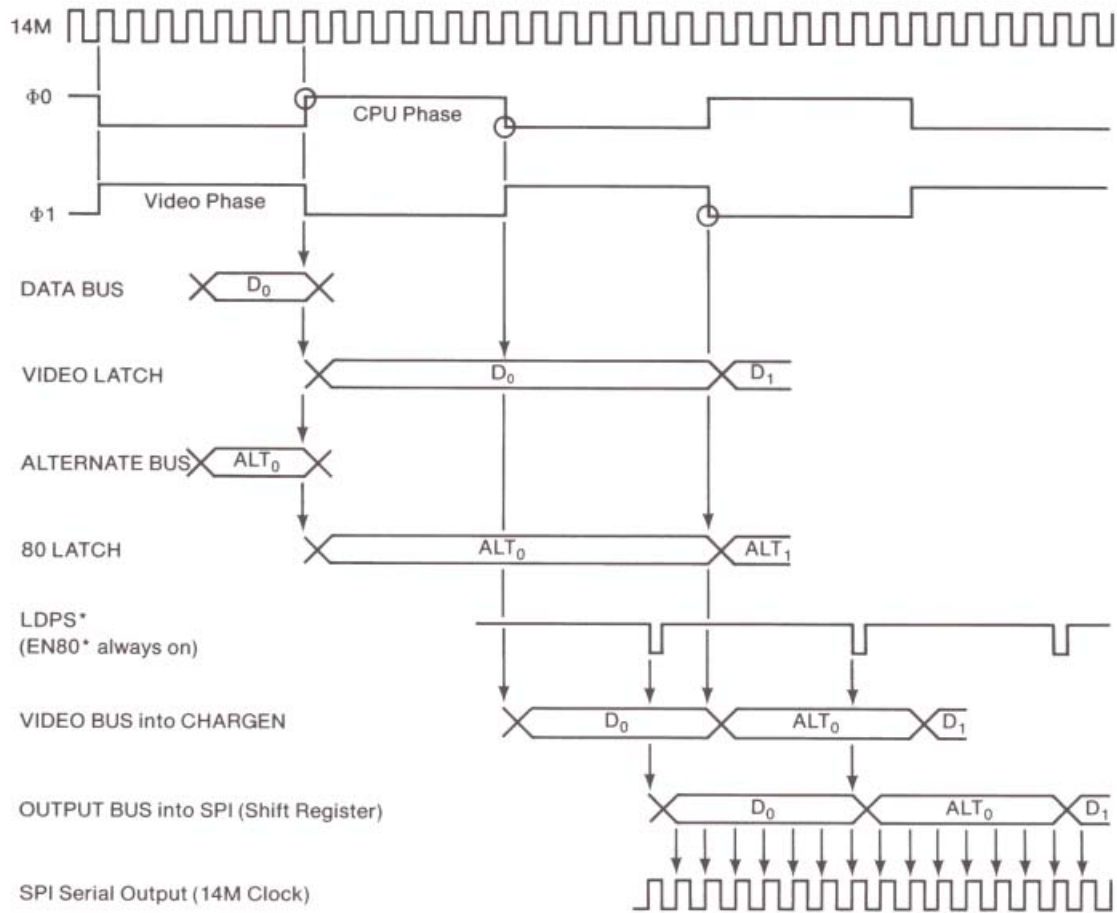 14M
Φ0
CPU Phase
Φ1
Video Phase
DATA BUS
D₀
VIDEO LATCH
D₀
D₁
ALTERNATE BUS
ALT₀
80 LATCH
ALT₀
ALT₁
LDPS*
(EN80* always on)
VIDEO BUS into CHARGEN
D₀
ALT₀
D₁
OUTPUT BUS into SPI (Shift Register)
D₀
ALT₀
D₁
SPI Serial Output (14M Clock)